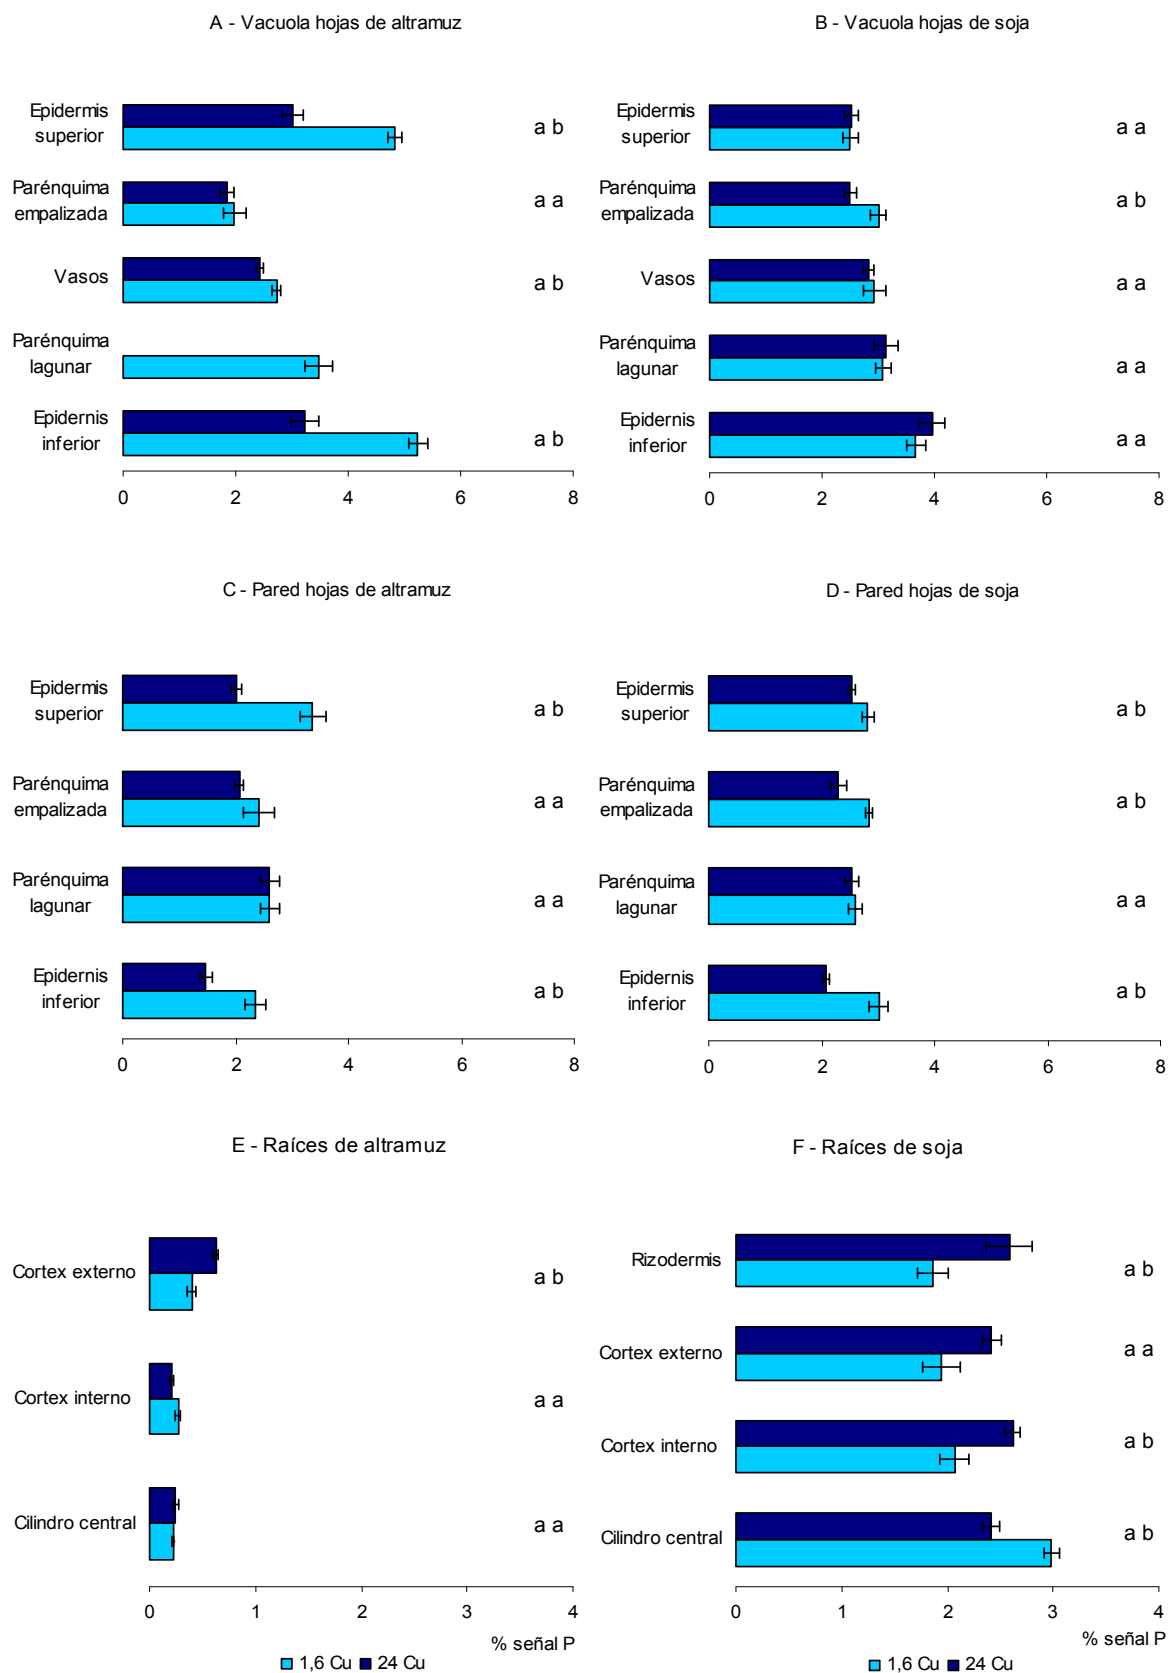 A - Vacuola hojas de altramuz
Epidermis
superior
a b
Parénquima
empalizada
a a
Vasos
a b
Parénquima
lagunar
Epidernis
inferior
a b
0 2 4 6 8
B - Vacuola hojas de soja
Epidermis
superior
a a
Parénquima
empalizada
a b
Vasos
a a
Parénquima
lagunar
a a
Epidernis
inferior
a a
0 2 4 6 8
C - Pared hojas de altramuz
Epidermis
superior
a b
Parénquima
empalizada
a a
Parénquima
lagunar
a a
Epidernis
inferior
a b
0 2 4 6 8
D - Pared hojas de soja
Epidermis
superior
a b
Parénquima
empalizada
a b
Parénquima
lagunar
a a
Epidernis
inferior
a b
0 2 4 6 8
E - Raíces de altramuz
Cortex externo
a b
Cortex interno
a a
Cilindro central
a a
0 1 2 3 4
% señal P
1,6 Cu 24 Cu
F - Raíces de soja
Rizodermis
a b
Cortex externo
a a
Cortex interno
a b
Cilindro central
a b
0 1 2 3 4
% señal P
1,6 Cu 24 Cu